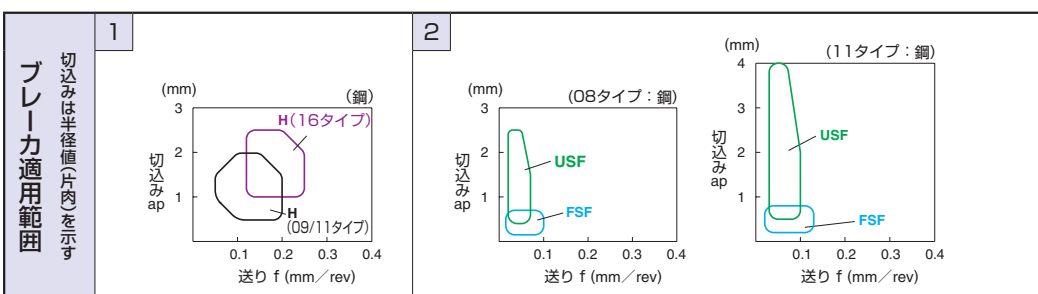 ブレーカ適用範囲
切込みは半径値(片肉)を示す
1
(mm)
(鋼)
3
2
1
切込み ap
H(16タイプ)
H
(09/11タイプ)
0.1 0.2 0.3 0.4
送り f (mm/rev)
2
(mm)
(08タイプ:鋼)
3
2
1
切込み ap
USF
FSF
0.1 0.2 0.3 0.4
送り f (mm/rev)
(mm)
(11タイプ:鋼)
4
3
2
1
切込み ap
USF
FSF
0.1 0.2 0.3 0.4
送り f (mm/rev)